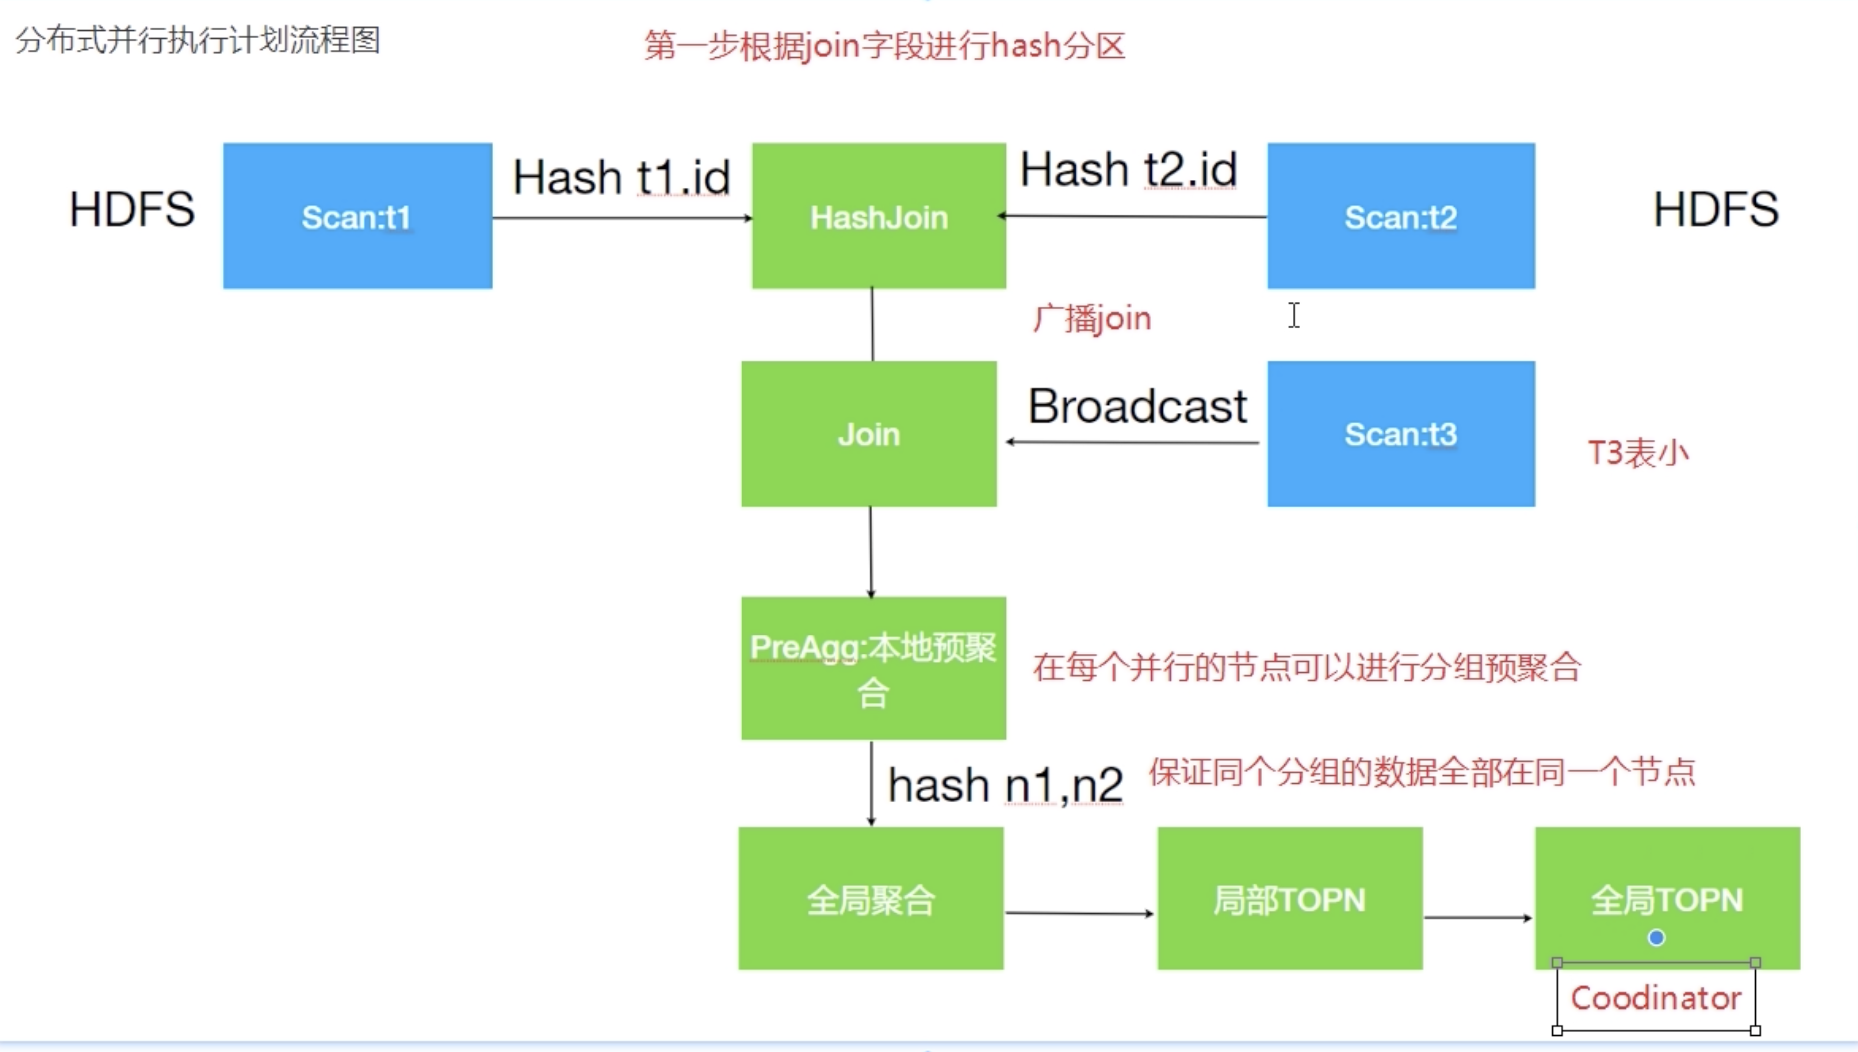 分布式并行执行计划流程图
第一步根据join字段进行hash分区
HDFS
Scan:t1
Hash t1.id
HashJoin
Hash t2.id
Scan:t2
HDFS
广播join
Join
Broadcast
Scan:t3
T3表小
PreAgg:本地预聚
合
在每个并行的节点可以进行分组预聚合
hash n1,n2
保证同个分组的数据全部在同一个节点
全局聚合
局部TOPN
全局TOPN
Coodinator